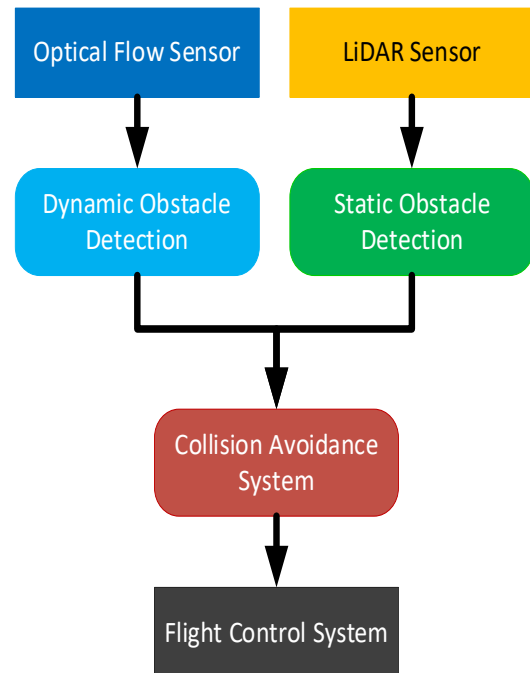 Optical Flow Sensor
LiDAR Sensor
Dynamic Obstacle
Detection
Static Obstacle
Detection
Collision Avoidance
System
Flight Control System